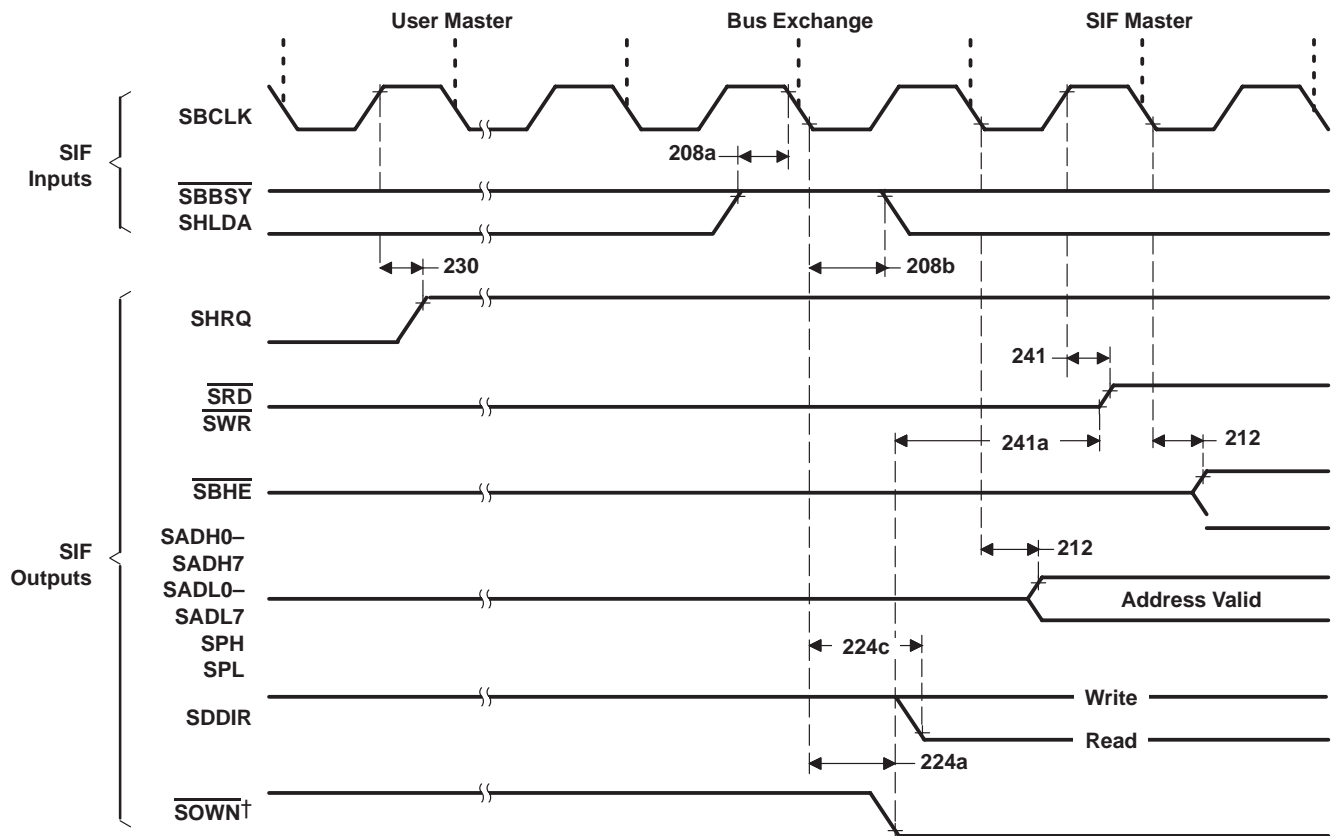 User Master
Bus Exchange
SIF Master
SBCLK
SIF
Inputs
208a
SBBSY
SHLDA
230
208b
SHRQ
241
SRD
SWR
241a
212
SBHE
SADH0–
SADH7
SADL0–
SADL7
SPH
SPL
212
Address Valid
SIF
Outputs
224c
SDDIR
Write
Read
224a
SOWN†